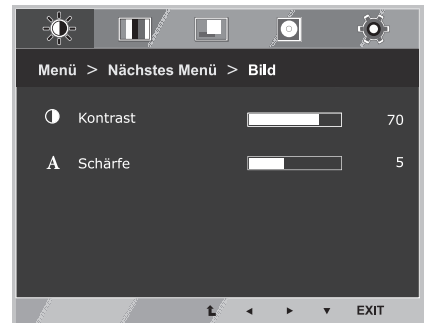 Menü > Nächstes Menü > Bild
Kontrast 70
A Schärfe 5
EXIT